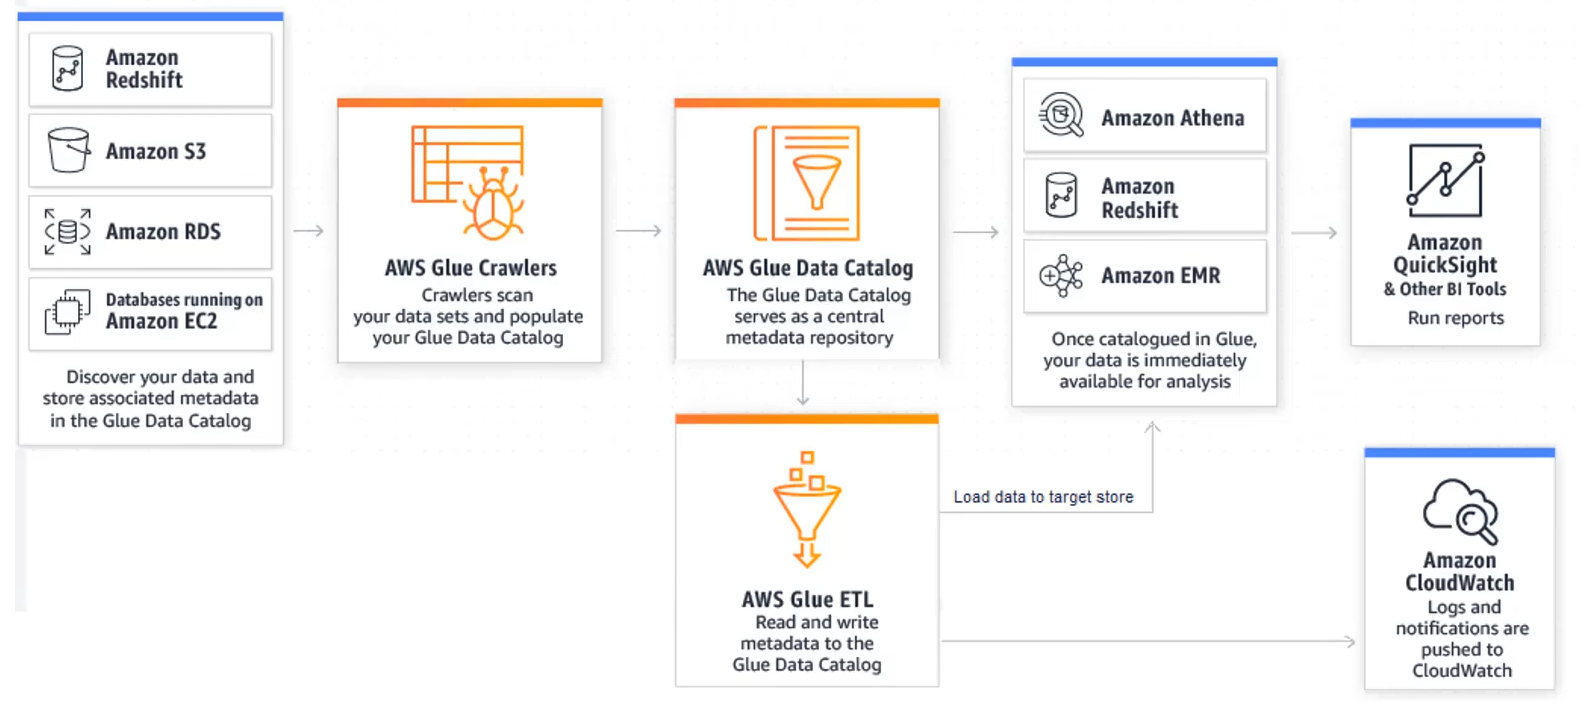 Amazon
Redshift
Amazon S3
Amazon RDS
Databases running on
Amazon EC2
Discover your data and
store associated metadata
in the Glue Data Catalog
AWS Glue Crawlers
Crawlers scan
your data sets and populate
your Glue Data Catalog
AWS Glue Data Catalog
The Glue Data Catalog
serves as a central
metadata repository
Amazon Athena
Amazon
Redshift
Amazon EMR
Once catalogued in Glue,
your data is immediately
available for analysis
Amazon
QuickSight
& Other BI Tools
Run reports
AWS Glue ETL
Read and write
metadata to the
Glue Data Catalog
Load data to target store
Amazon
CloudWatch
Logs and
notifications are
pushed to
CloudWatch